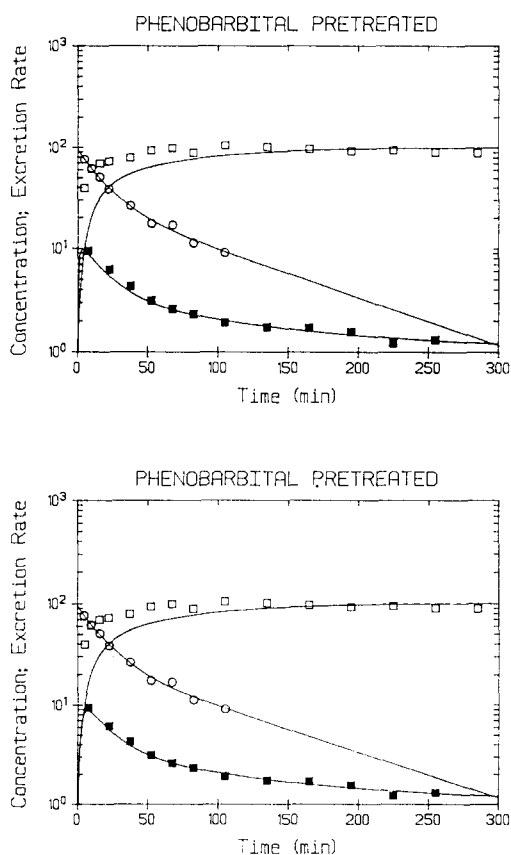 PHENOBARBITAL PRETREATED
Concentration; Excretion Rate
10³
10²
10¹
10⁰
0 50 100 150 200 250 300
Time (min)
PHENOBARBITAL PRETREATED
Concentration; Excretion Rate
10³
10²
10¹
10⁰
0 50 100 150 200 250 300
Time (min)